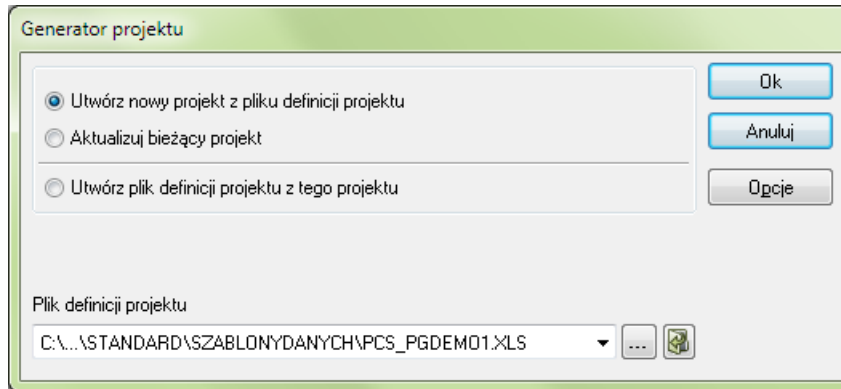 Generator projektu
Utwórz nowy projekt z pliku definicji projektu
Ok
Aktualizuj bieżący projekt
Anuluj
Utwórz plik definicji projektu z tego projektu
Opcje
Plik definicji projektu
C:\...\STANDARD\SZABLONYDANYCH\PCS_PGDEMO1.XLS
...